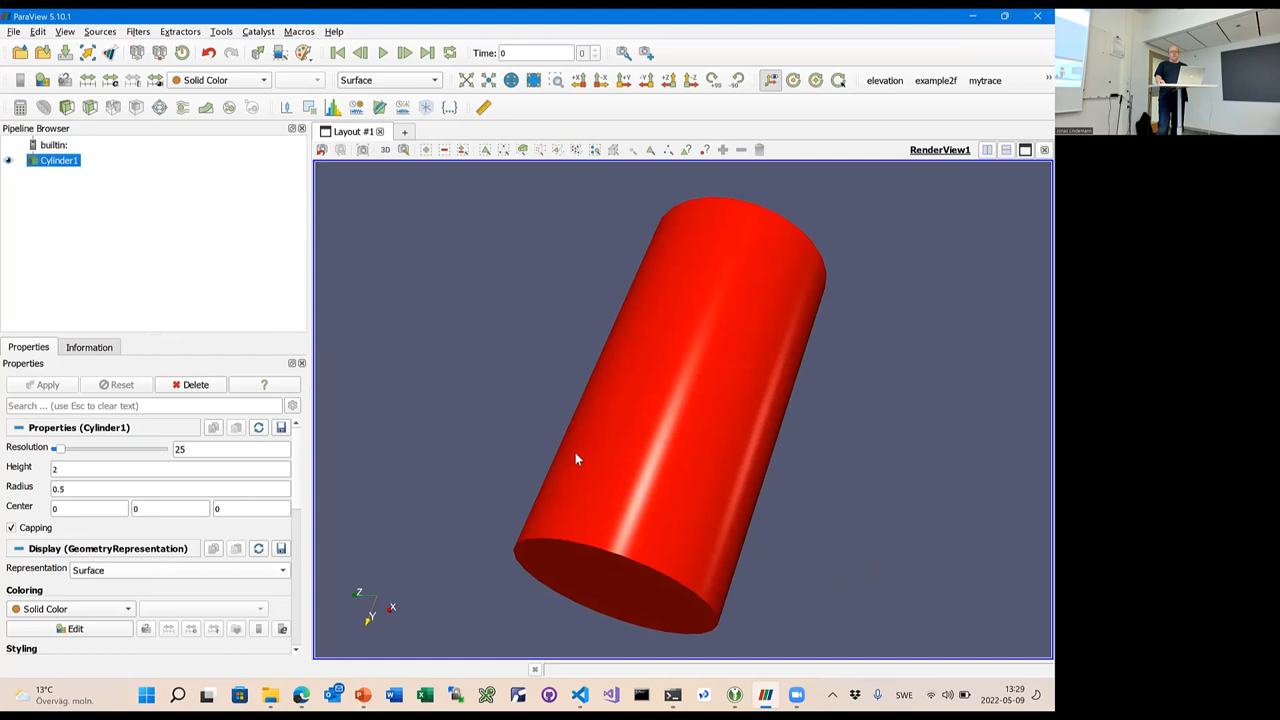 ParaView 5.10.1
File Edit View Sources Filters Extractors Tools Catalyst Macros Help
Time: 0 0
Solid Color Surface elevation example2f mytrace
Pipeline Browser
Layout #1
builtin:
3D RenderView1
Cylinder1
Properties Information
Properties
Apply Reset Delete ?
Search ... (use Esc to clear text)
Properties (Cylinder1)
Resolution 25
Height 2
Radius 0.5
Center 0 0 0
Capping
Display (GeometryRepresentation)
Representation Surface
Coloring
Solid Color
Edit
Styling
Z
X
Y
Jonas Lindemann
13°C
Överväg. moln.
SWE
13:29
2022-05-09